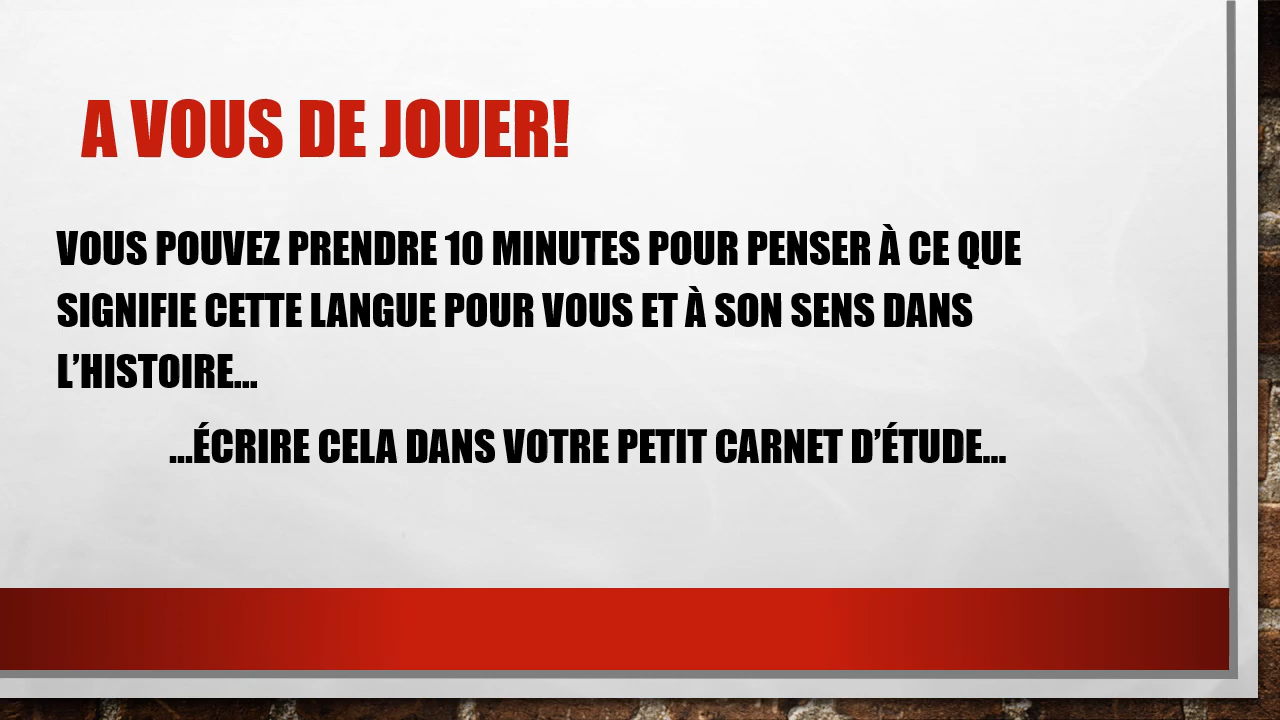 A VOUS DE JOUER!
VOUS POUVEZ PRENDRE 10 MINUTES POUR PENSER À CE QUE
SIGNIFIE CETTE LANGUE POUR VOUS ET À SON SENS DANS
L’HISTOIRE…
…ÉCRIRE CELA DANS VOTRE PETIT CARNET D’ÉTUDE…